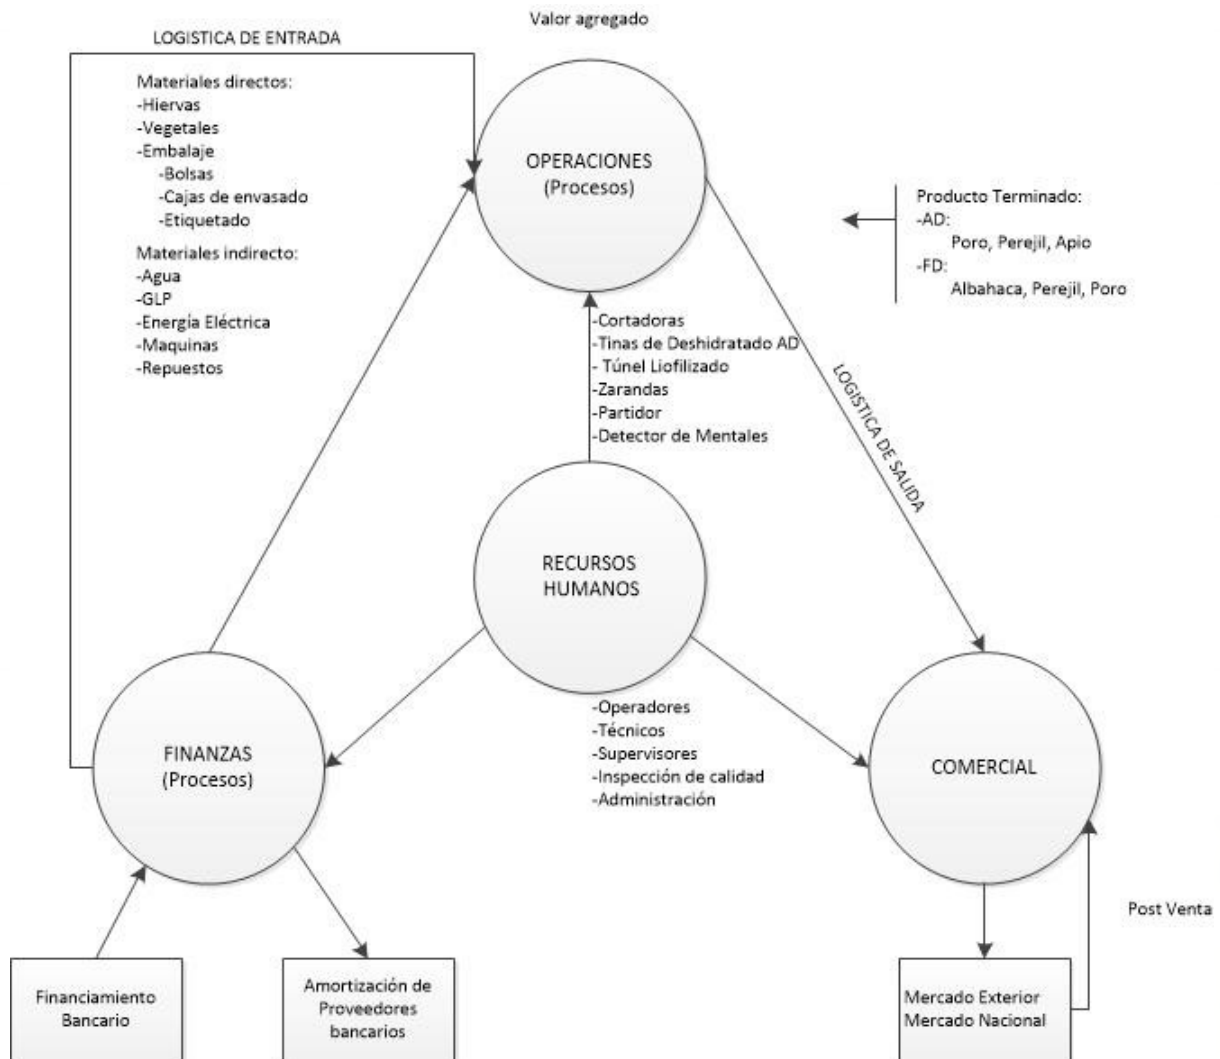 Valor agregado
LOGISTICA DE ENTRADA
Materiales directos:
-Hiervas
-Vegetales
-Embalaje
-Bolsas
-Cajas de envasado
-Etiquetado
Materiales indirecto:
-Agua
-GLP
-Energía Eléctrica
-Maquinas
-Repuestos
OPERACIONES
(Procesos)
Producto Terminado:
-AD:
Poro, Perejil, Apio
-FD:
Albahaca, Perejil, Poro
-Cortadoras
-Tinas de Deshidratado AD
- Túnel Liofilizado
-Zarandas
-Partidor
-Detector de Mentales
LOGISTICA DE SALIDA
RECURSOS
HUMANOS
-Operadores
-Técnicos
-Supervisores
-Inspección de calidad
-Administración
FINANZAS
(Procesos)
COMERCIAL
Post Venta
Financiamiento
Bancario
Amortización de
Proveedores
bancarios
Mercado Exterior
Mercado Nacional